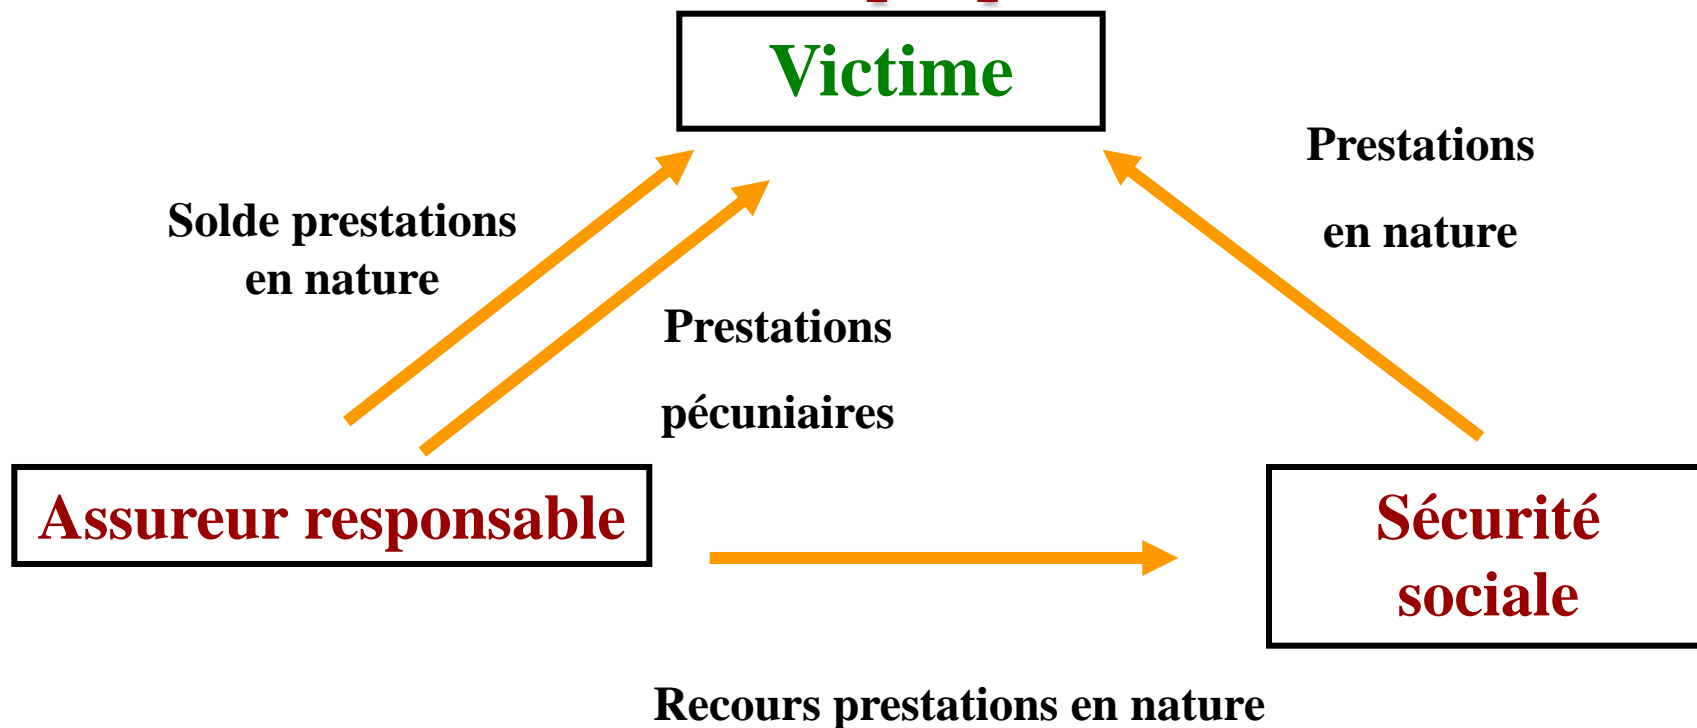 Victime
Prestations
en nature
Solde prestations
en nature
Prestations
pécuniaires
Assureur responsable
Sécurité
sociale
Recours prestations en nature